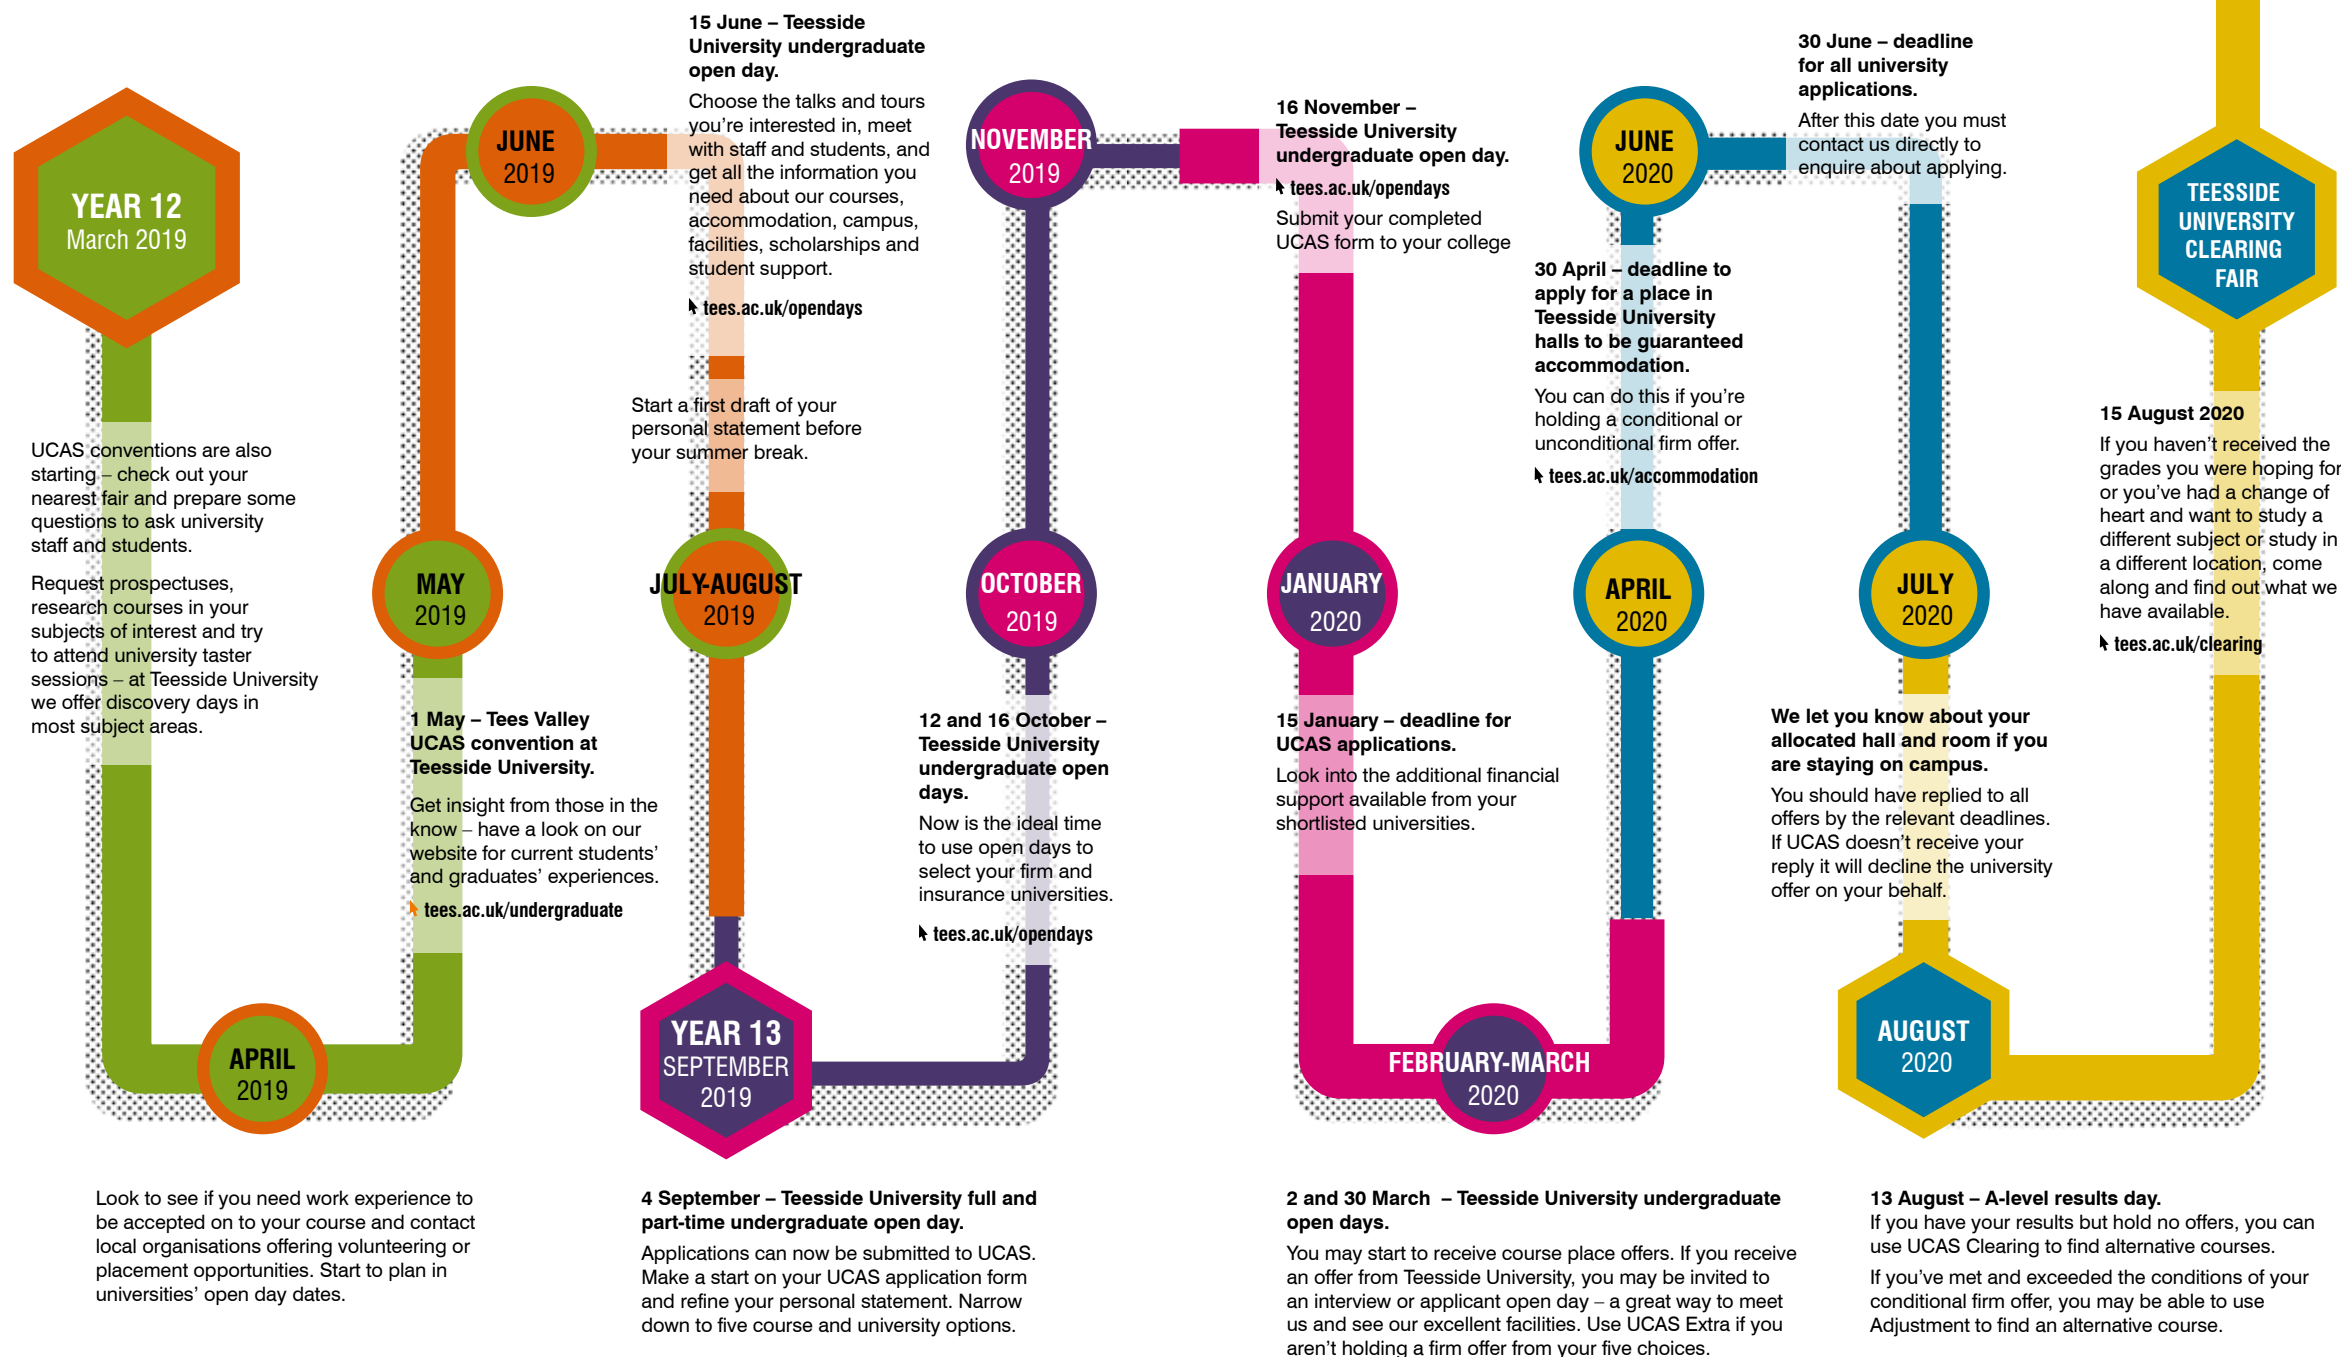 YEAR 12
March 2019
UCAS conventions are also
starting – check out your
nearest fair and prepare some
questions to ask university
staff and students.
Request prospectuses,
research courses in your
subjects of interest and try
to attend university taster
sessions – at Teesside University
we offer discovery days in
most subject areas.
APRIL
2019
Look to see if you need work experience to
be accepted on to your course and contact
local organisations offering volunteering or
placement opportunities. Start to plan in
universities’ open day dates.
MAY
2019
1 May – Tees Valley
UCAS convention at
Teesside University.
Get insight from those in the
know – have a look on our
website for current students’
and graduates’ experiences.
tees.ac.uk/undergraduate
JUNE
2019
15 June – Teesside
University undergraduate
open day.
Choose the talks and tours
you’re interested in, meet
with staff and students, and
get all the information you
need about our courses,
accommodation, campus,
facilities, scholarships and
student support.
tees.ac.uk/opendays
Start a first draft of your
personal statement before
your summer break.
JULY-AUGUST
2019
YEAR 13
SEPTEMBER
2019
4 September – Teesside University full and
part-time undergraduate open day.
Applications can now be submitted to UCAS.
Make a start on your UCAS application form
and refine your personal statement. Narrow
down to five course and university options.
OCTOBER
2019
12 and 16 October –
Teesside University
undergraduate open
days.
Now is the ideal time
to use open days to
select your firm and
insurance universities.
tees.ac.uk/opendays
NOVEMBER
2019
16 November –
Teesside University
undergraduate open day.
tees.ac.uk/opendays
Submit your completed
UCAS form to your college
JANUARY
2020
15 January – deadline for
UCAS applications.
Look into the additional financial
support available from your
shortlisted universities.
FEBRUARY-MARCH
2020
2 and 30 March – Teesside University undergraduate
open days.
You may start to receive course place offers. If you receive
an offer from Teesside University, you may be invited to
an interview or applicant open day – a great way to meet
us and see our excellent facilities. Use UCAS Extra if you
aren’t holding a firm offer from your five choices.
APRIL
2020
30 April – deadline to
apply for a place in
Teesside University
halls to be guaranteed
accommodation.
You can do this if you’re
holding a conditional or
unconditional firm offer.
tees.ac.uk/accommodation
JUNE
2020
30 June – deadline
for all university
applications.
After this date you must
contact us directly to
enquire about applying.
JULY
2020
We let you know about your
allocated hall and room if you
are staying on campus.
You should have replied to all
offers by the relevant deadlines.
If UCAS doesn’t receive your
reply it will decline the university
offer on your behalf.
AUGUST
2020
13 August – A-level results day.
If you have your results but hold no offers, you can
use UCAS Clearing to find alternative courses.
If you’ve met and exceeded the conditions of your
conditional firm offer, you may be able to use
Adjustment to find an alternative course.
TEESSIDE
UNIVERSITY
CLEARING
FAIR
15 August 2020
If you haven’t received the
grades you were hoping for
or you’ve had a change of
heart and want to study a
different subject or study in
a different location, come
along and find out what we
have available.
tees.ac.uk/clearing